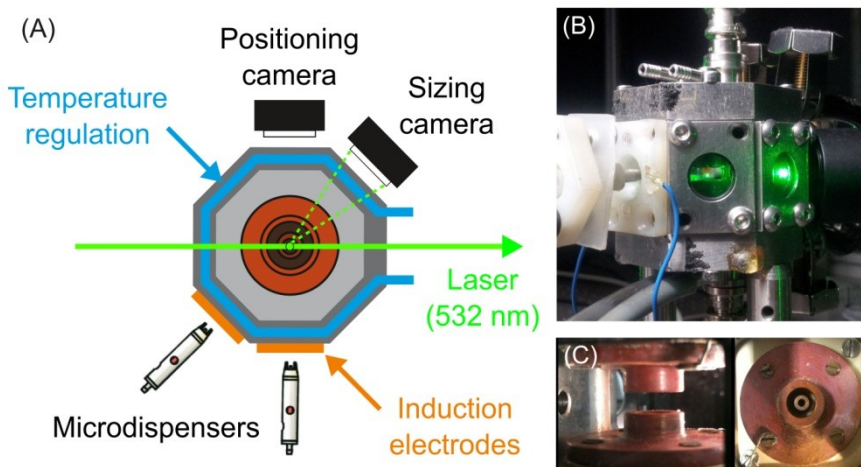 (A)
Positioning
camera
Sizing
camera
Temperature
regulation
Laser
(532 nm)
Microdispensers
Induction
electrodes
(B)
(C)